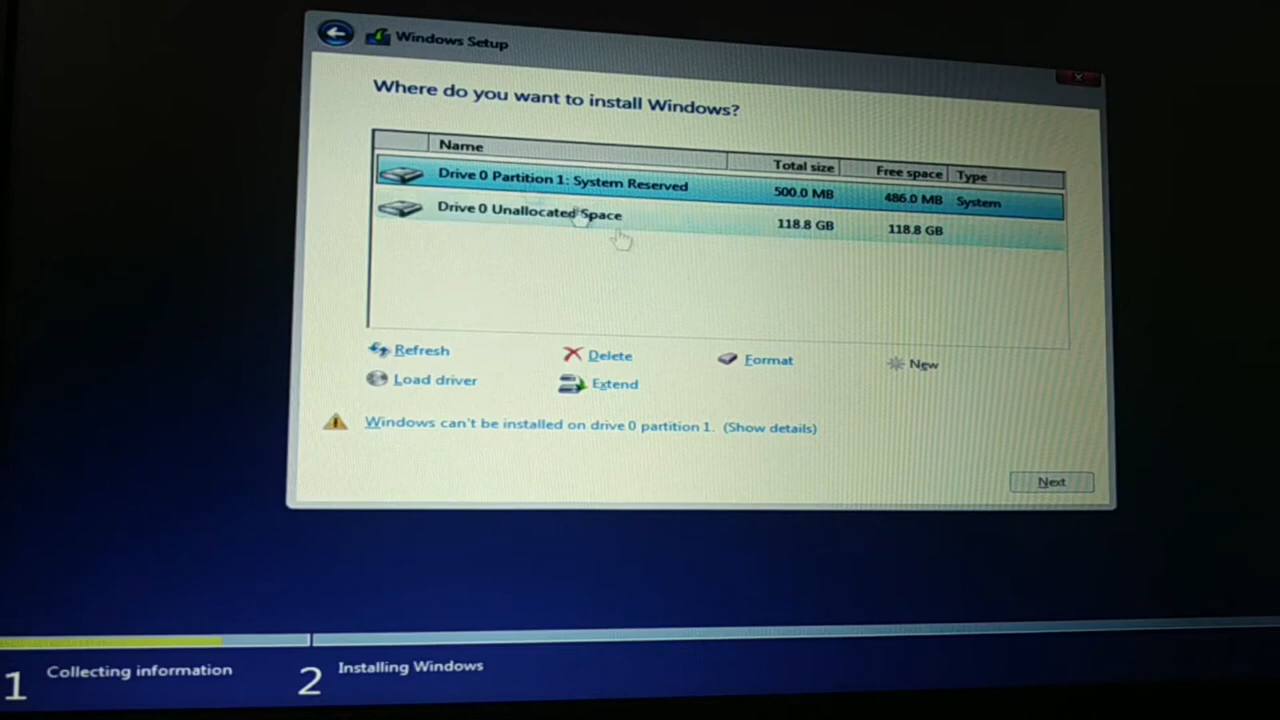 Windows Setup
Where do you want to install Windows?
Name Total size Free space Type
Drive 0 Partition 1: System Reserved 500.0 MB 486.0 MB System
Drive 0 Unallocated Space 118.8 GB 118.8 GB
Refresh Delete Format New
Load driver Extend
Windows can't be installed on drive 0 partition 1. (Show details)
Next
1 Collecting information 2 Installing Windows